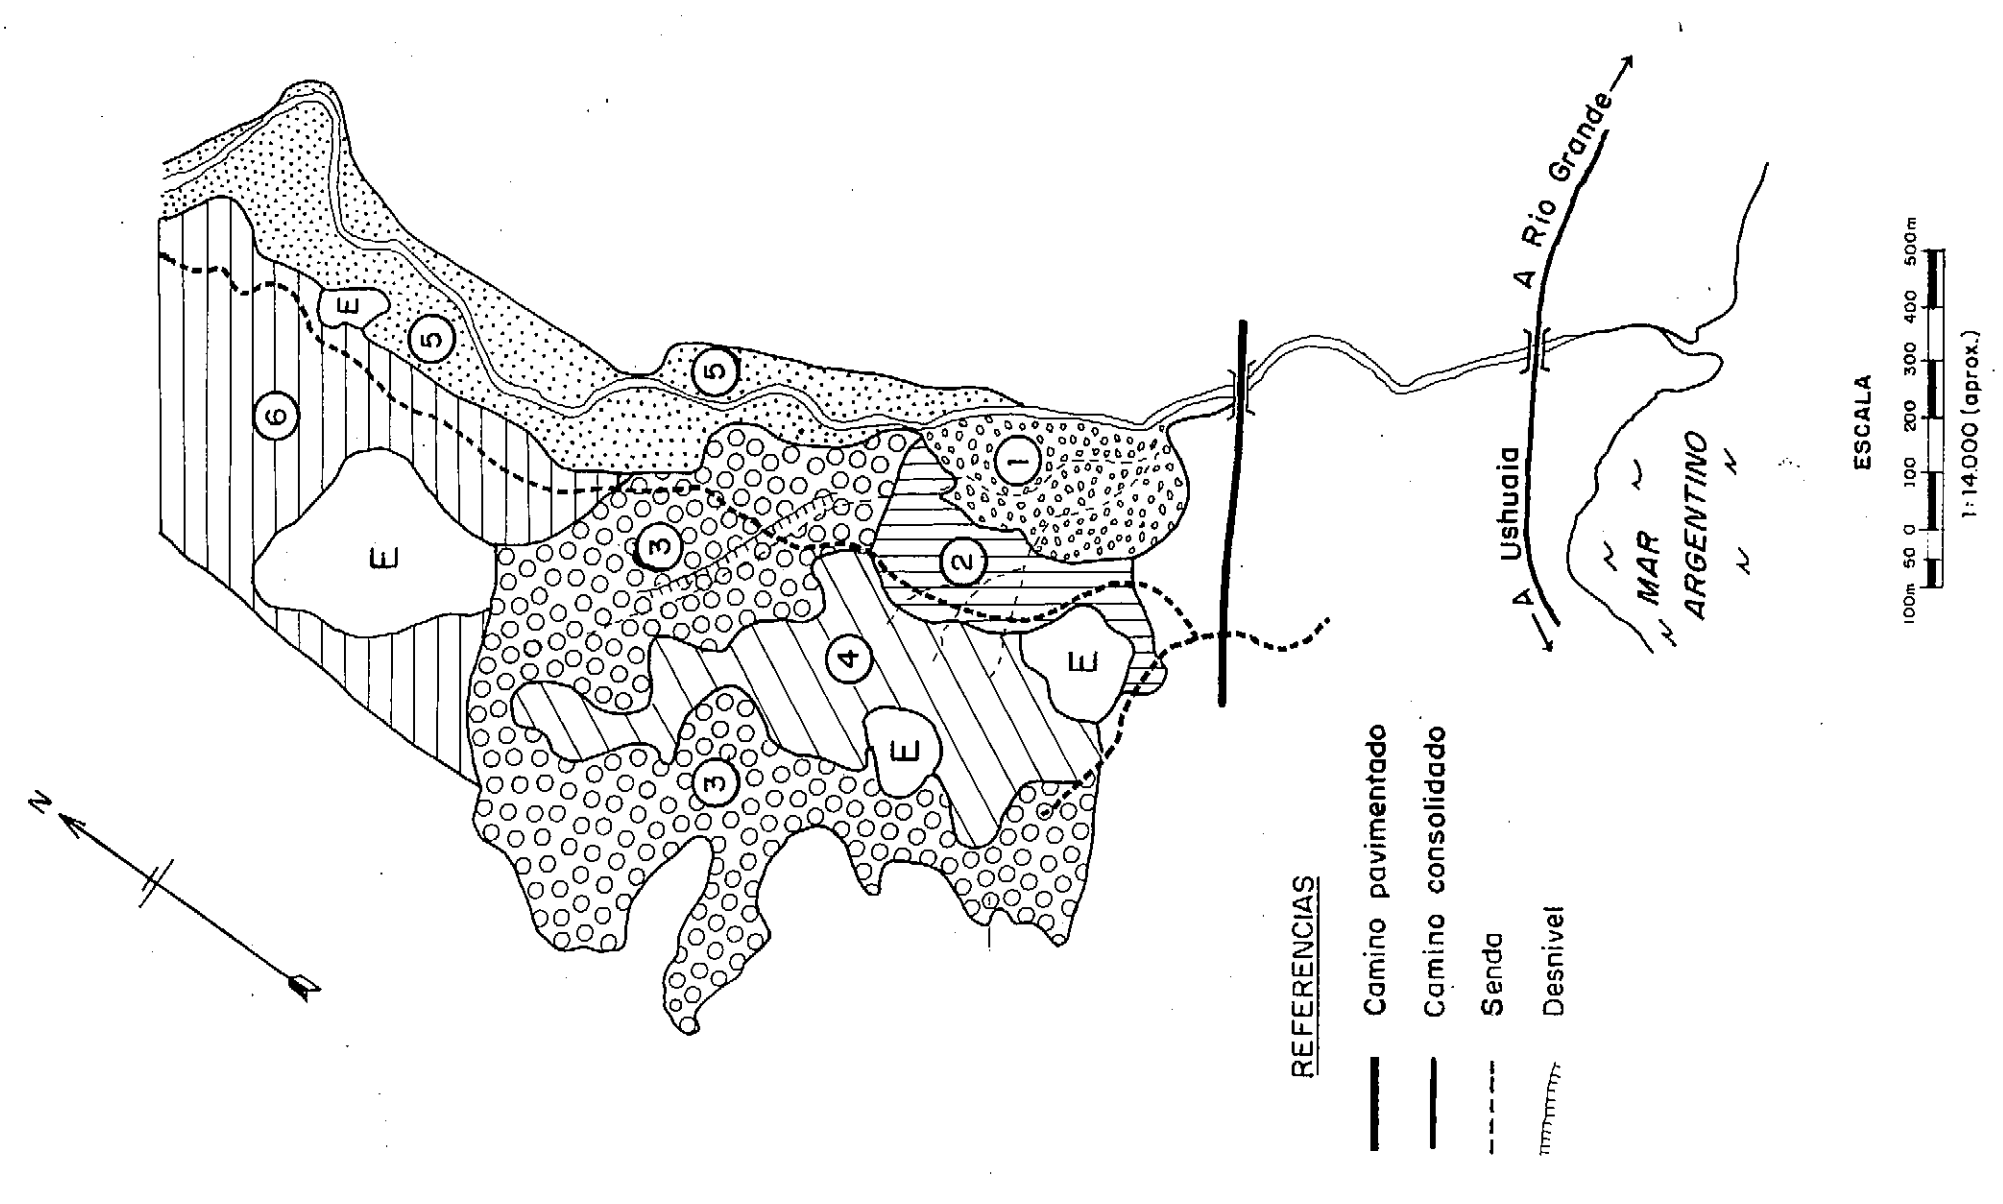 N
6
E
5
E
5
3
3
1
2
4
E
E
A Rio Grande
A Ushuaia
MAR
ARGENTINO
REFERENCIAS
Camino pavimentado
Camino consolidado
Senda
Desnivel
ESCALA
100m 50 0 100 200 300 400 500m
1:14.000 (aprox.)